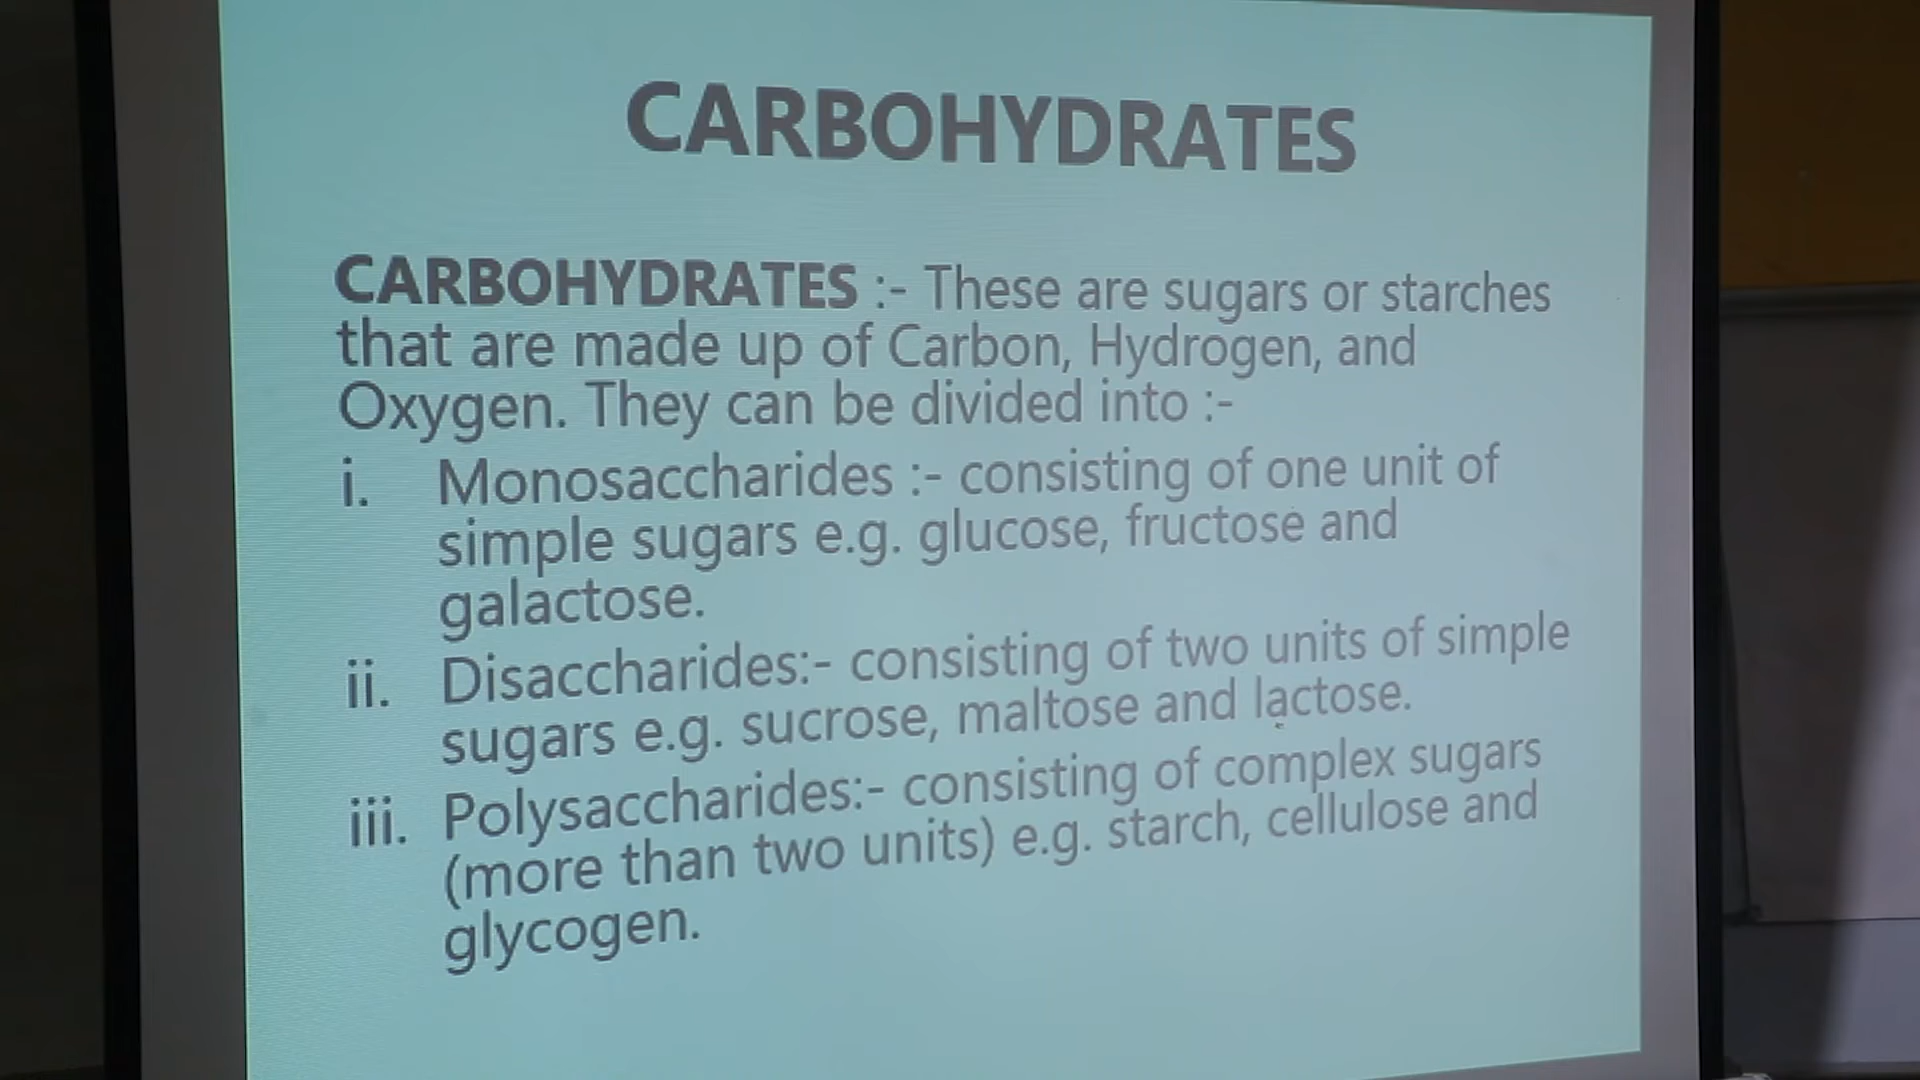 CARBOHYDRATES
CARBOHYDRATES :- These are sugars or starches
that are made up of Carbon, Hydrogen, and
Oxygen. They can be divided into :-
i. Monosaccharides :- consisting of one unit of
simple sugars e.g. glucose, fructose and
galactose.
ii. Disaccharides:- consisting of two units of simple
sugars e.g. sucrose, maltose and lactose.
iii. Polysaccharides:- consisting of complex sugars
(more than two units) e.g. starch, cellulose and
glycogen.